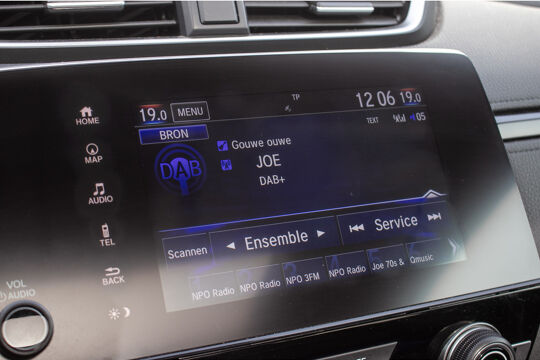 TP
19.0 MENU 12 06 19.0
TEXT 05
BRON
DAB
Gouwe ouwe
JOE
DAB+
Scannen ◄ Ensemble ► ⏮ Service ⏭
NPO Radio NPO Radio NPO 3FM NPO Radio Joe 70s & Qmusic
HOME
MAP
AUDIO
TEL
BACK
VOL
AUDIO